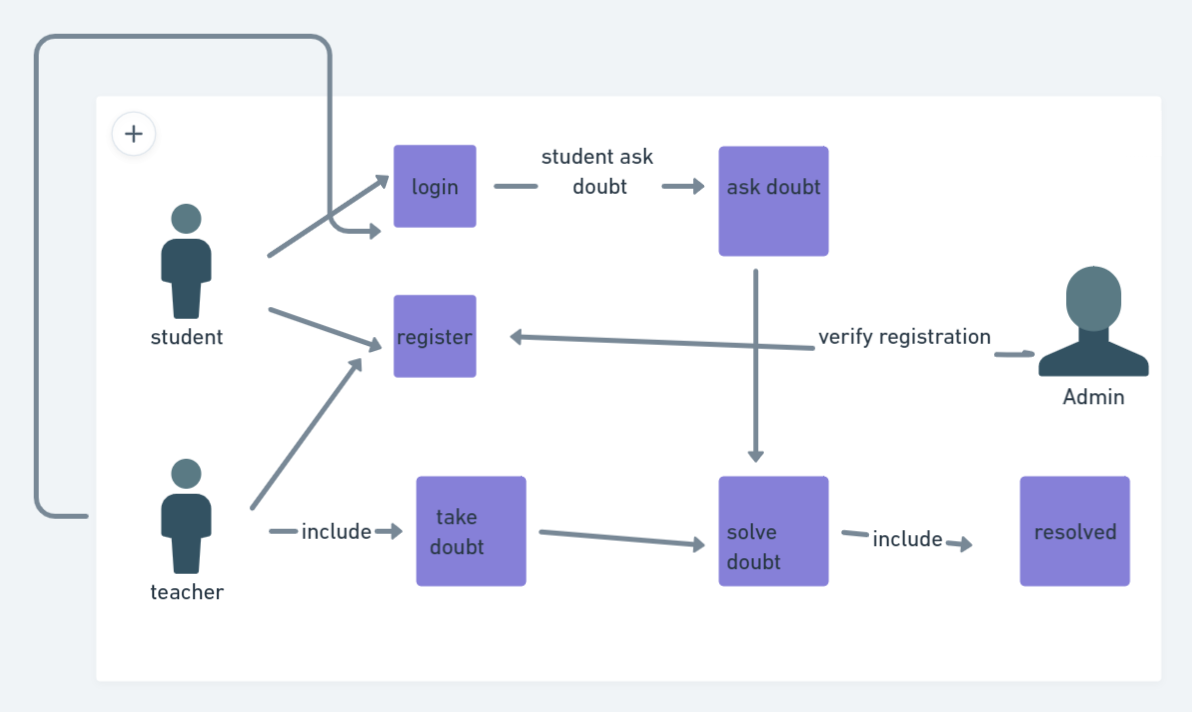 login
student ask
doubt
ask doubt
student
register
verify registration
Admin
teacher
include
take
doubt
solve
doubt
include
resolved